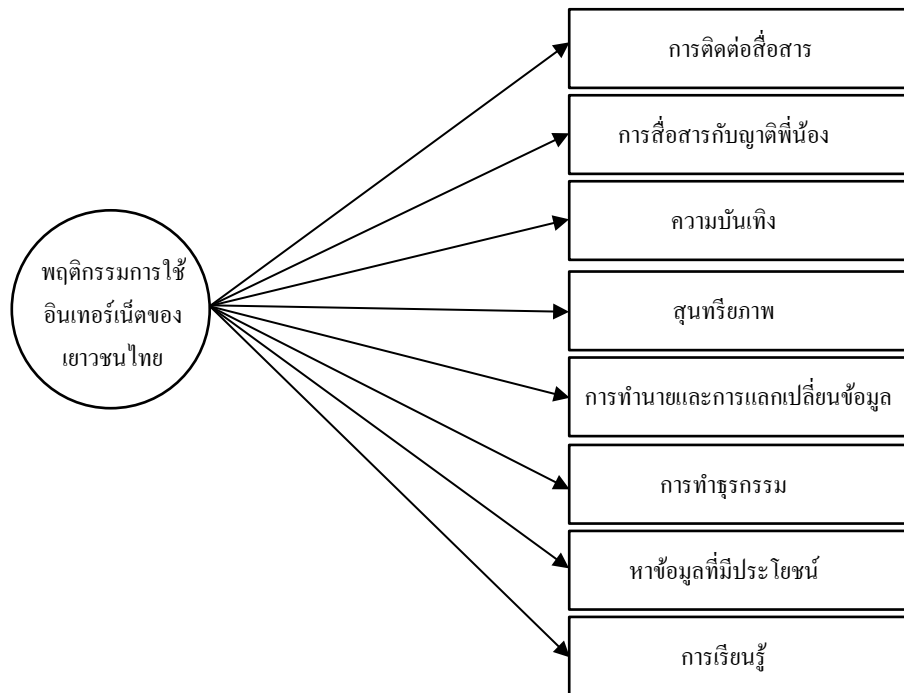 การติดต่อสื่อสาร
การสื่อสารกับญาติพี่น้อง
ความบันเทิง
พฤติกรรมการใช้
อินเทอร์เน็ตของ
เยาวชนไทย
สุนทรียภาพ
การทำนายและการแลกเปลี่ยนข้อมูล
การทำธุรกรรม
หาข้อมูลที่มีประโยชน์
การเรียนรู้